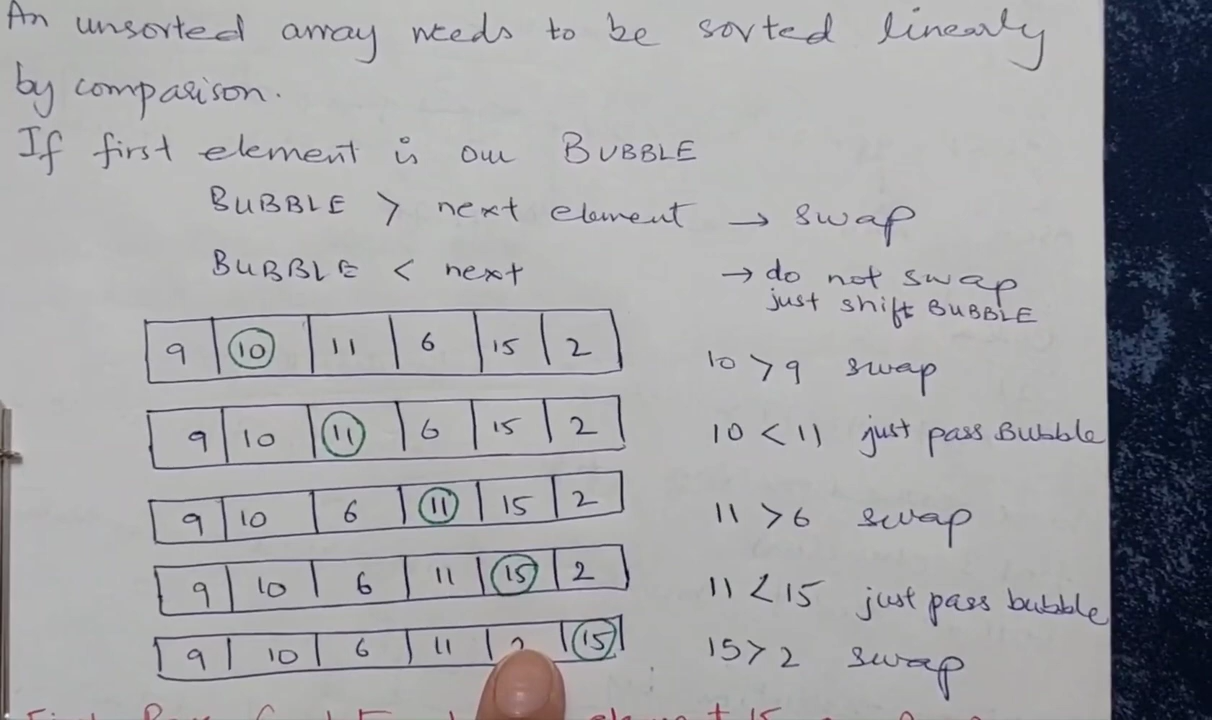 An unsorted array needs to be sorted linearly
by comparison.
If first element is our BUBBLE
BUBBLE > next element → swap
BUBBLE < next → do not swap
just shift BUBBLE
9 10 11 6 15 2 10 > 9 swap
9 10 11 6 15 2 10 < 11 just pass Bubble
9 10 6 11 15 2 11 > 6 swap
9 10 6 11 15 2 11 < 15 just pass bubble
9 10 6 11 15 15 > 2 swap